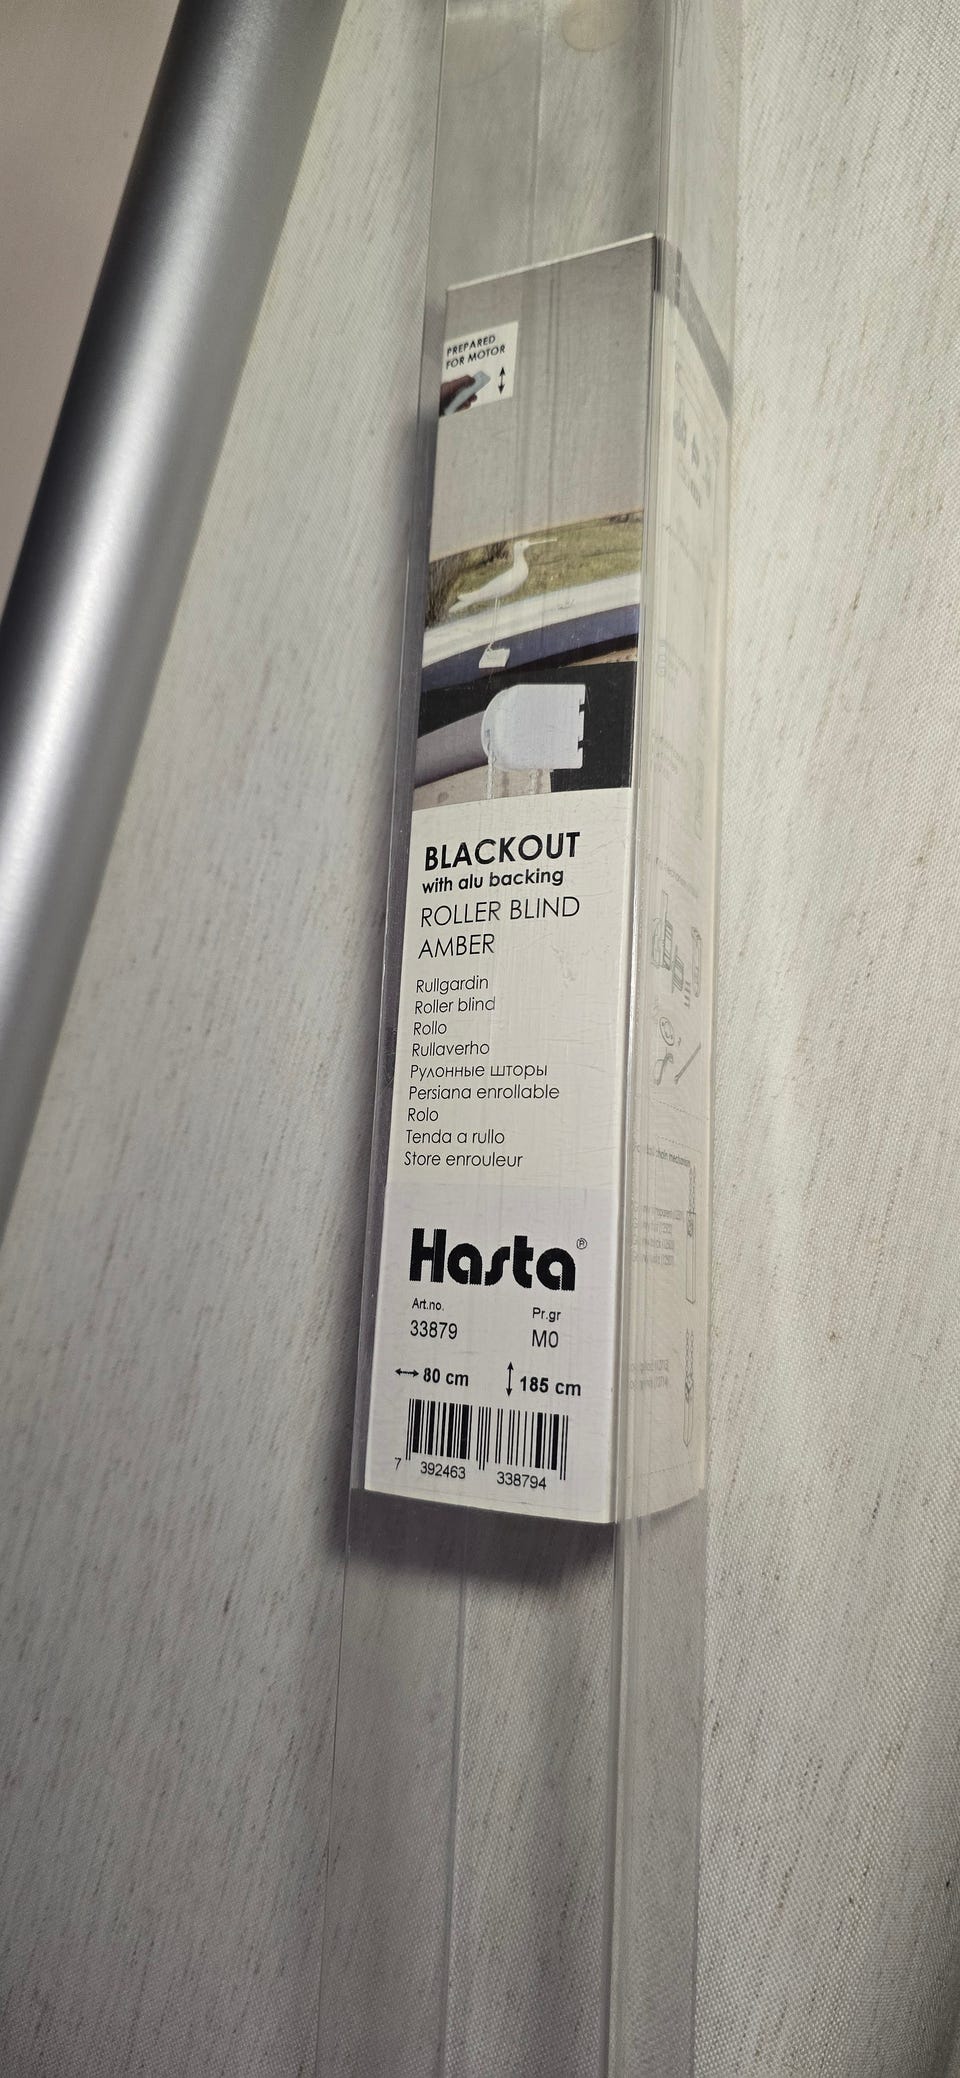 PREPARED
FOR MOTOR
BLACKOUT
with alu backing
ROLLER BLIND
AMBER
Rullgardin
Roller blind
Rollo
Rullaverho
Рулонные шторы
Persiana enrollable
Rolo
Tenda a rullo
Store enrouleur
Hasta®
Art.no. Pr.gr
33879 M0
↔ 80 cm ↕ 185 cm
7 392463 338794
chain mechanism